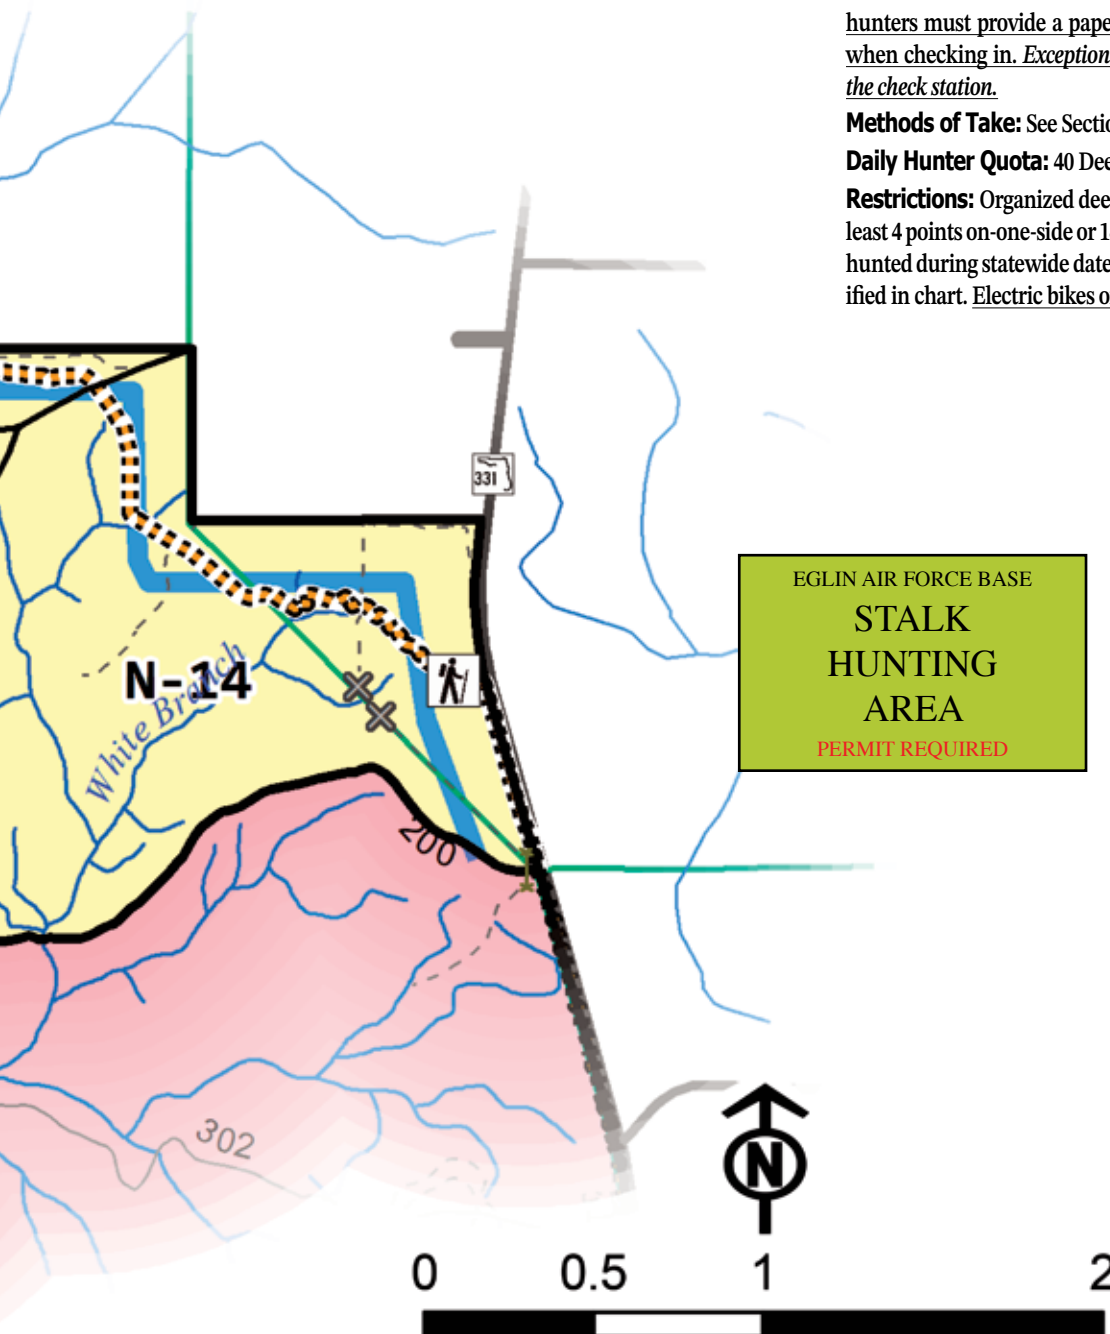 hunters must provide a pape
when checking in. Exception
the check station.
Methods of Take: See Sectio
Daily Hunter Quota: 40 Dee
Restrictions: Organized dee
least 4 points on-one-side or 1
hunted during statewide date
ified in chart. Electric bikes o
331
EGLIN AIR FORCE BASE
STALK
HUNTING
AREA
PERMIT REQUIRED
N-14
White Branch
200
302
N
0 0.5 1 2